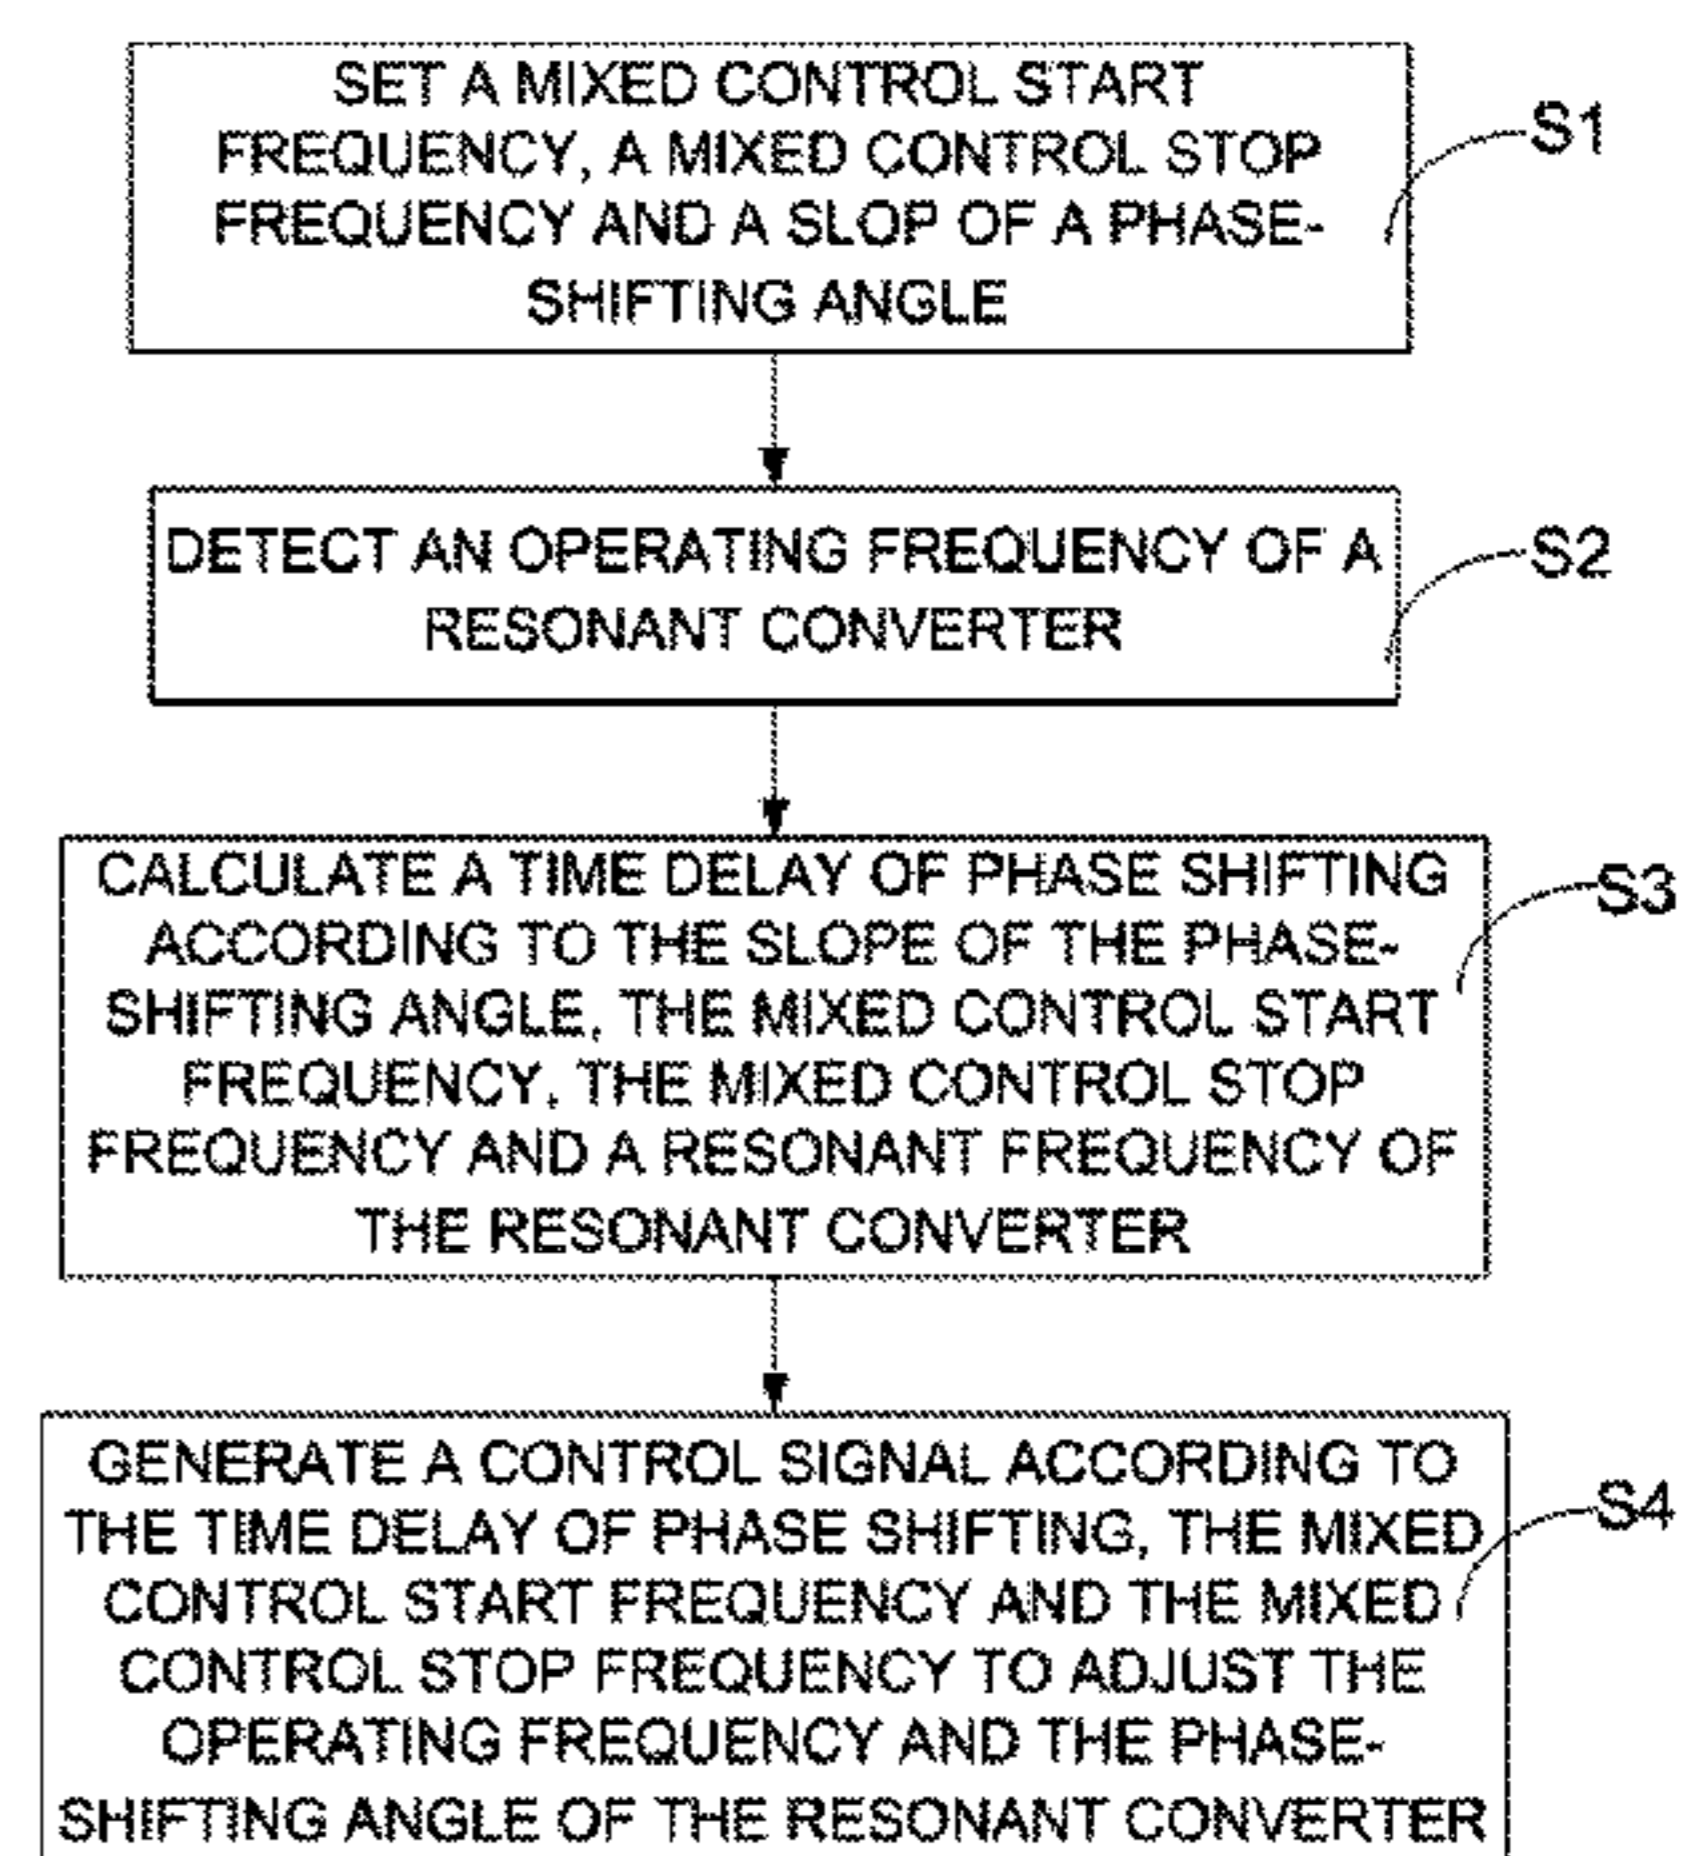 SET A MIXED CONTROL START
FREQUENCY, A MIXED CONTROL STOP
FREQUENCY AND A SLOP OF A PHASE-
SHIFTING ANGLE
S1
DETECT AN OPERATING FREQUENCY OF A
RESONANT CONVERTER
S2
CALCULATE A TIME DELAY OF PHASE SHIFTING
ACCORDING TO THE SLOPE OF THE PHASE-
SHIFTING ANGLE, THE MIXED CONTROL START
FREQUENCY, THE MIXED CONTROL STOP
FREQUENCY AND A RESONANT FREQUENCY OF
THE RESONANT CONVERTER
S3
GENERATE A CONTROL SIGNAL ACCORDING TO
THE TIME DELAY OF PHASE SHIFTING, THE MIXED
CONTROL START FREQUENCY AND THE MIXED
CONTROL STOP FREQUENCY TO ADJUST THE
OPERATING FREQUENCY AND THE PHASE-
SHIFTING ANGLE OF THE RESONANT CONVERTER
S4